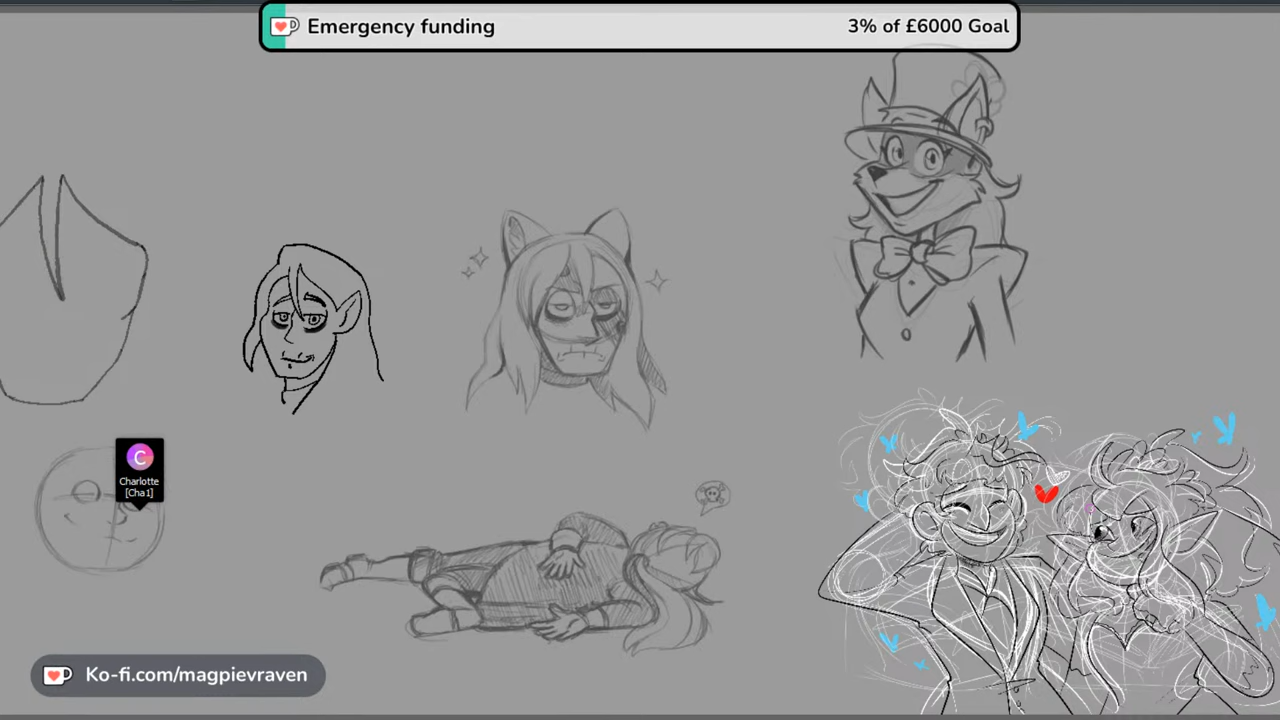 Emergency funding 3% of £6000 Goal
C
Charlotte
[Cha1]
Ko-fi.com/magpievraven